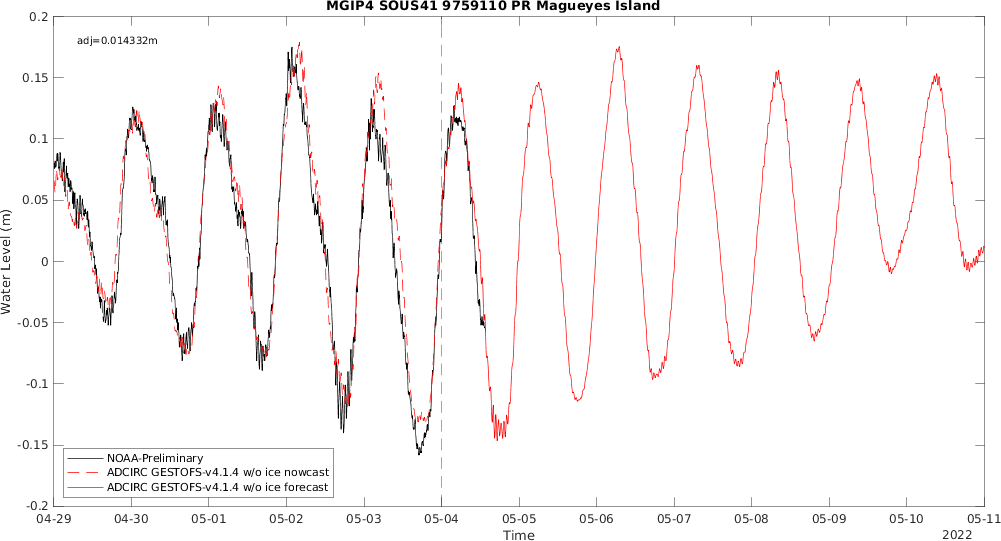 MGIP4 SOUS41 9759110 PR Magueyes Island
adj=0.014332m
0.2
0.15
0.1
0.05
0
-0.05
-0.1
-0.15
-0.2
Water Level (m)
NOAA-Preliminary
ADCIRC GESTOFS-v4.1.4 w/o ice nowcast
ADCIRC GESTOFS-v4.1.4 w/o ice forecast
04-29 04-30 05-01 05-02 05-03 05-04 05-05 05-06 05-07 05-08 05-09 05-10 05-11
Time
2022